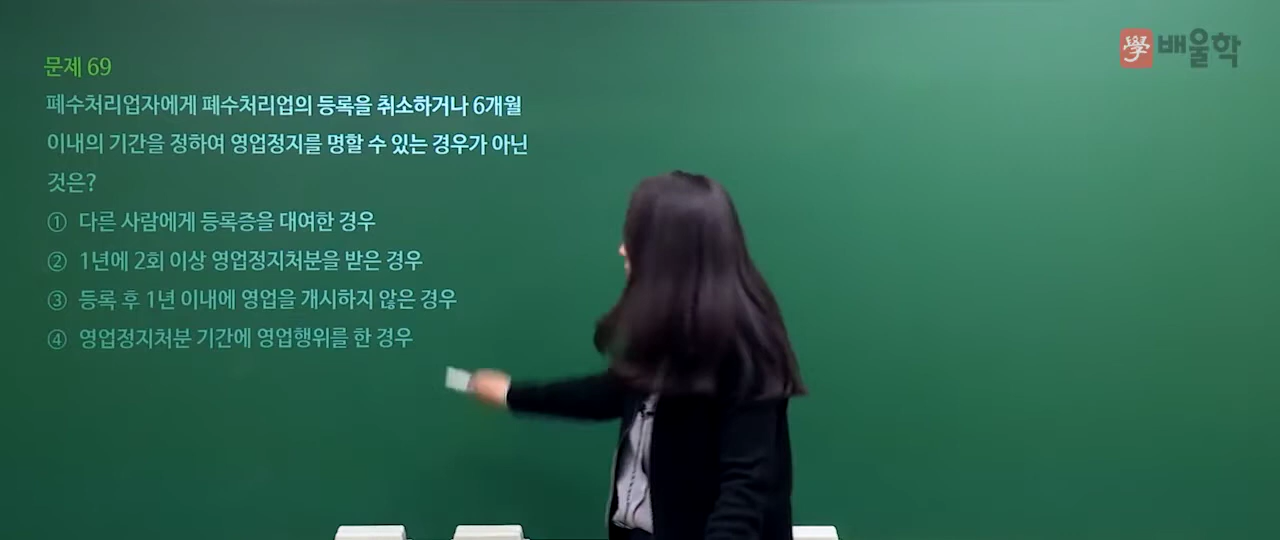 學배울학
문제 69
폐수처리업자에게 폐수처리업의 등록을 취소하거나 6개월
이내의 기간을 정하여 영업정지를 명할 수 있는 경우가 아닌
것은?
① 다른 사람에게 등록증을 대여한 경우
② 1년에 2회 이상 영업정지처분을 받은 경우
③ 등록 후 1년 이내에 영업을 개시하지 않은 경우
④ 영업정지처분 기간에 영업행위를 한 경우